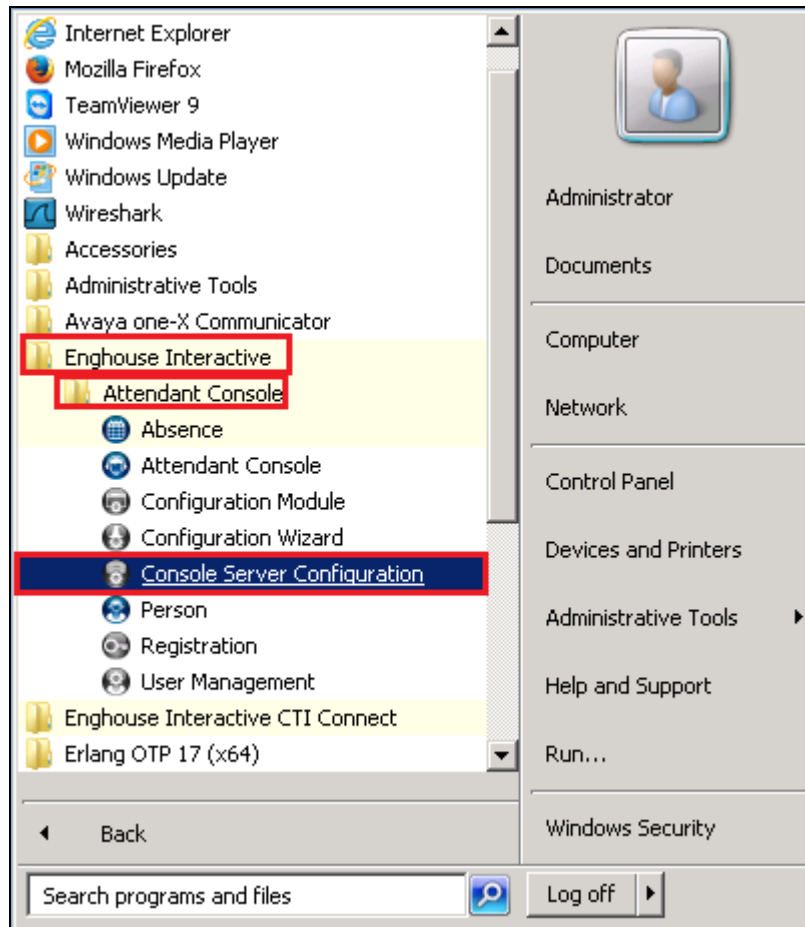 Internet Explorer
Mozilla Firefox
TeamViewer 9
Windows Media Player
Windows Update
Wireshark
Accessories
Administrative Tools
Avaya one-X Communicator
Enghouse Interactive
Attendant Console
Absence
Attendant Console
Configuration Module
Configuration Wizard
Console Server Configuration
Person
Registration
User Management
Enghouse Interactive CTI Connect
Erlang OTP 17 (x64)
Back
Search programs and files
Administrator
Documents
Computer
Network
Control Panel
Devices and Printers
Administrative Tools
Help and Support
Run...
Windows Security
Log off